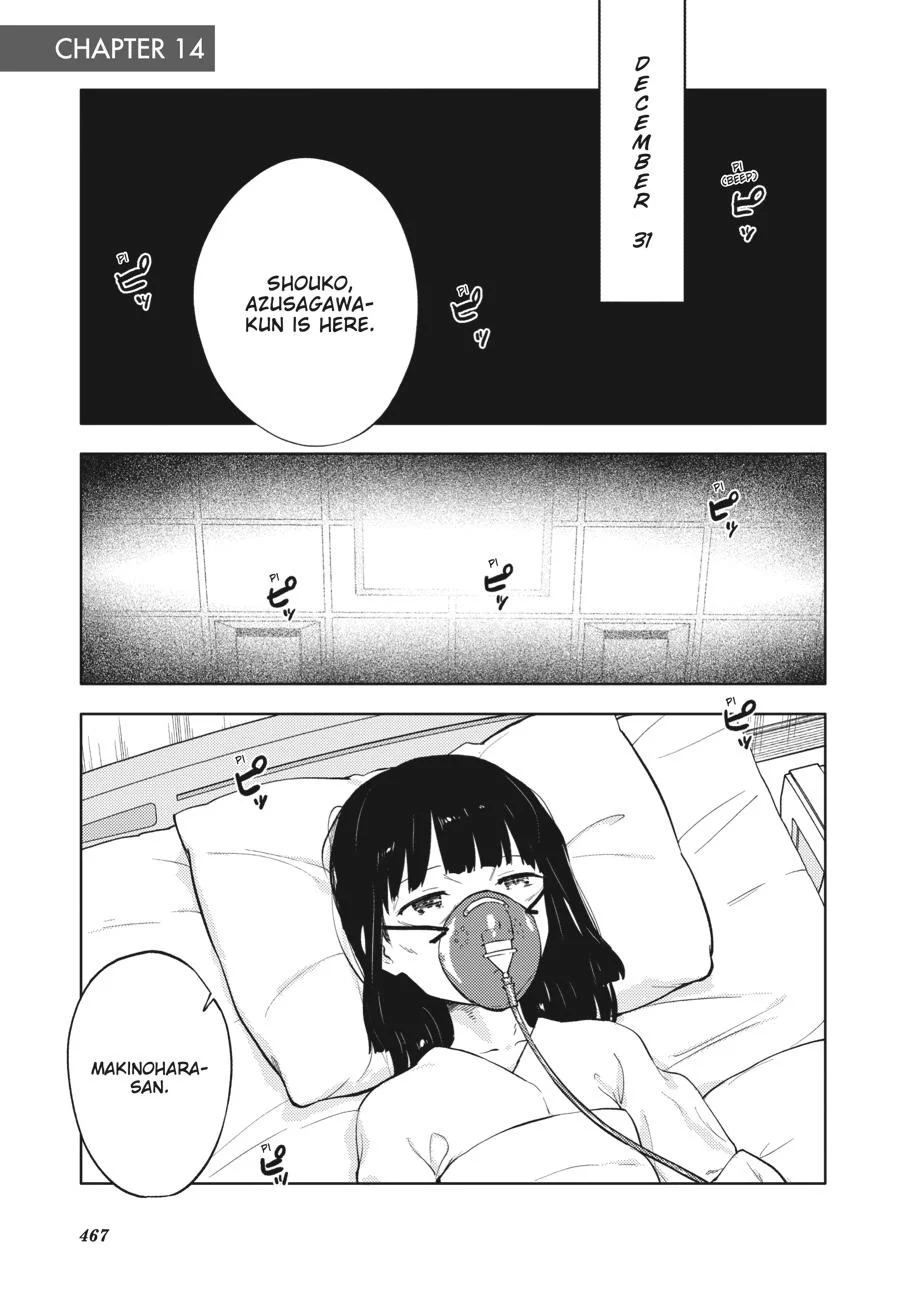 CHAPTER 14
DECEMBER 31
PI
(BEEP)
ピッ
PI
ピッ
SHOUKO,
AZUSAGAWA-
KUN IS HERE.
PI
ピッ
PI
ピッ
PI
ピッ
PI
ピッ
PI
ピッ
PI
ピッ
MAKINOHARA-
SAN.
PI
ピッ
467